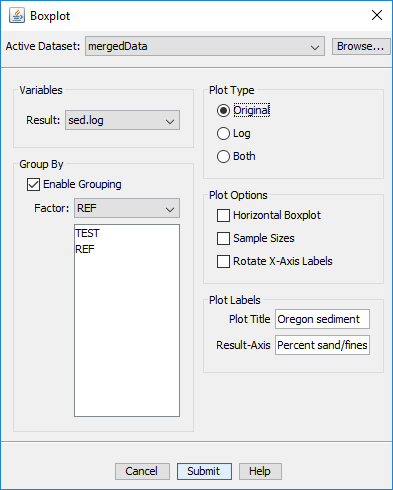 Boxplot
Active Dataset: mergedData Browse...
Variables
Result: sed.log
Group By
Enable Grouping
Factor: REF
TEST
REF
Plot Type
Original
Log
Both
Plot Options
Horizontal Boxplot
Sample Sizes
Rotate X-Axis Labels
Plot Labels
Plot Title Oregon sediment
Result-Axis Percent sand/fines
Cancel Submit Help